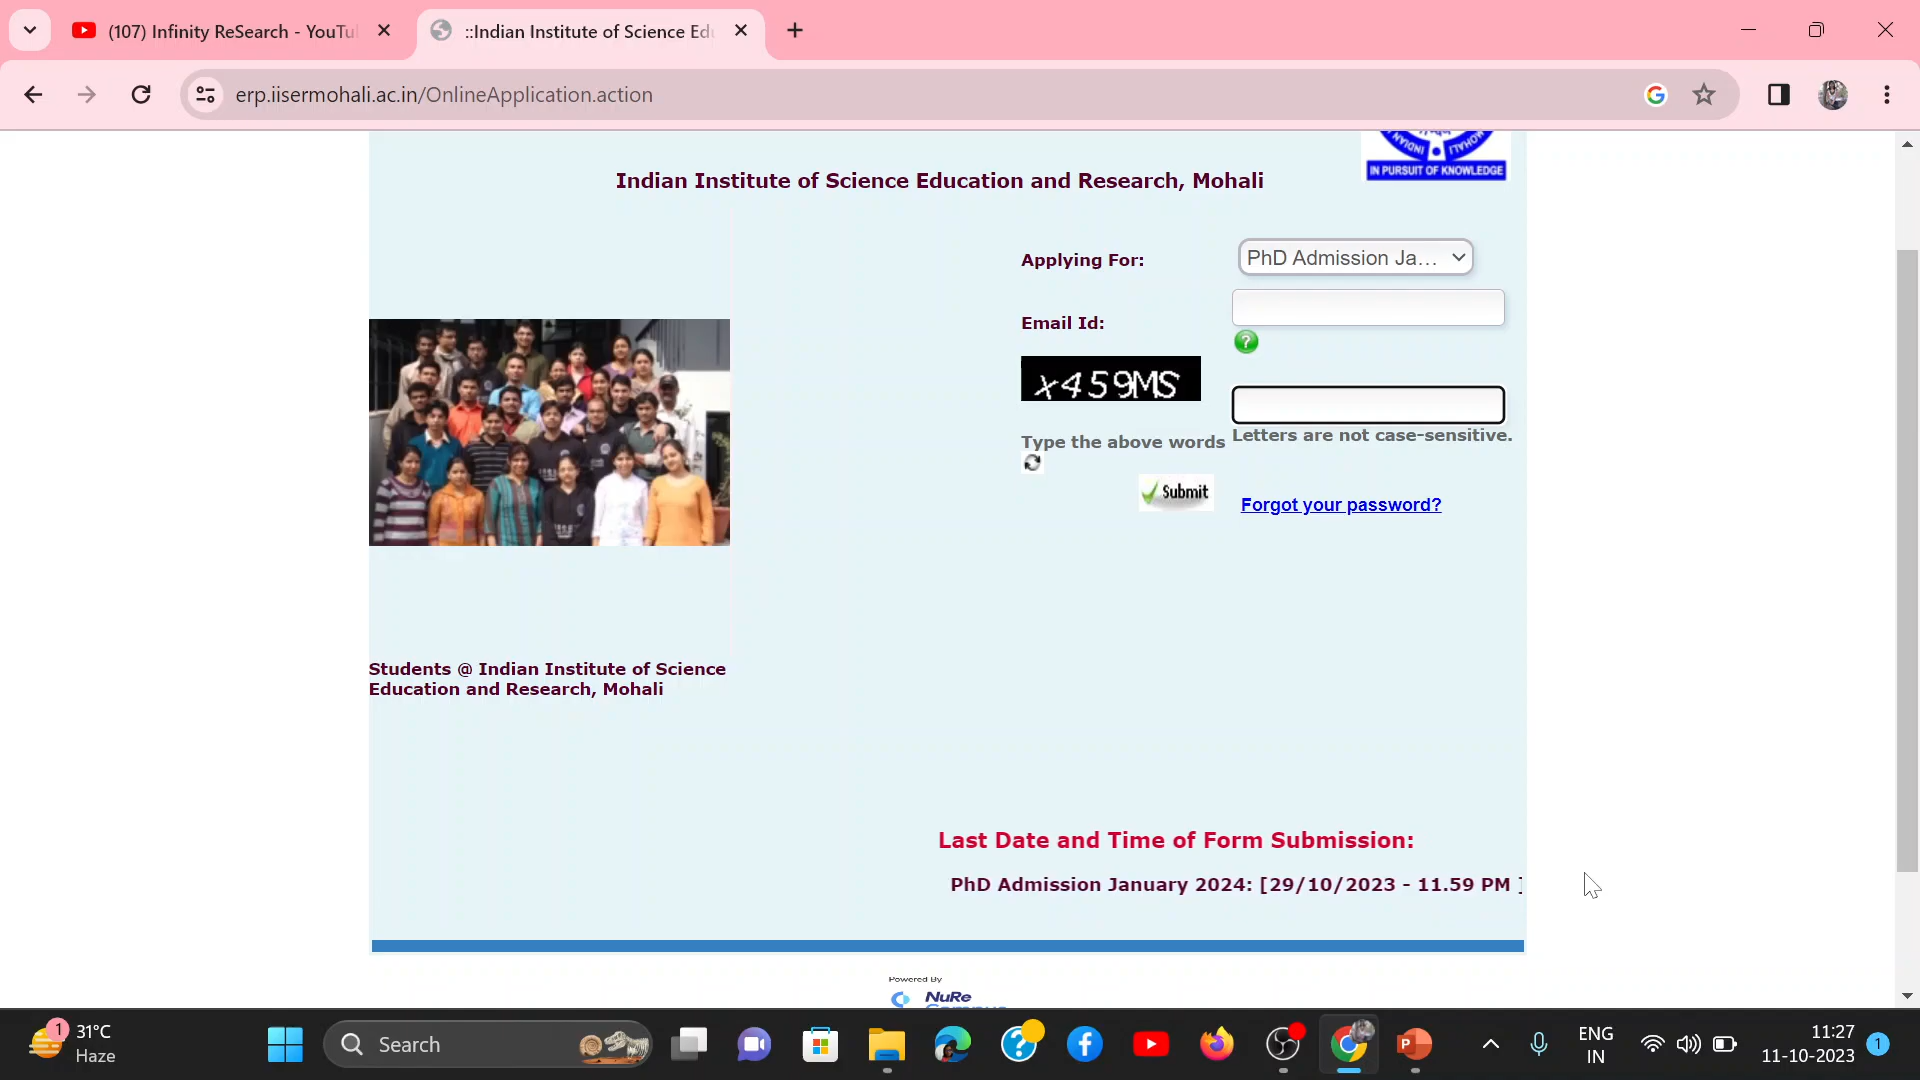 (107) Infinity ReSearch - YouTu
::Indian Institute of Science Edu
erp.iisermohali.ac.in/OnlineApplication.action
IN PURSUIT OF KNOWLEDGE
Indian Institute of Science Education and Research, Mohali
Applying For:
PhD Admission Ja...
Email Id:
?
x459MS
Type the above words
Letters are not case-sensitive.
Submit
Forgot your password?
Students @ Indian Institute of Science
Education and Research, Mohali
Last Date and Time of Form Submission:
PhD Admission January 2024: [29/10/2023 - 11.59 PM ]
Powered By
NuRe
1
31°C
Haze
Search
ENG
IN
11:27
11-10-2023
1